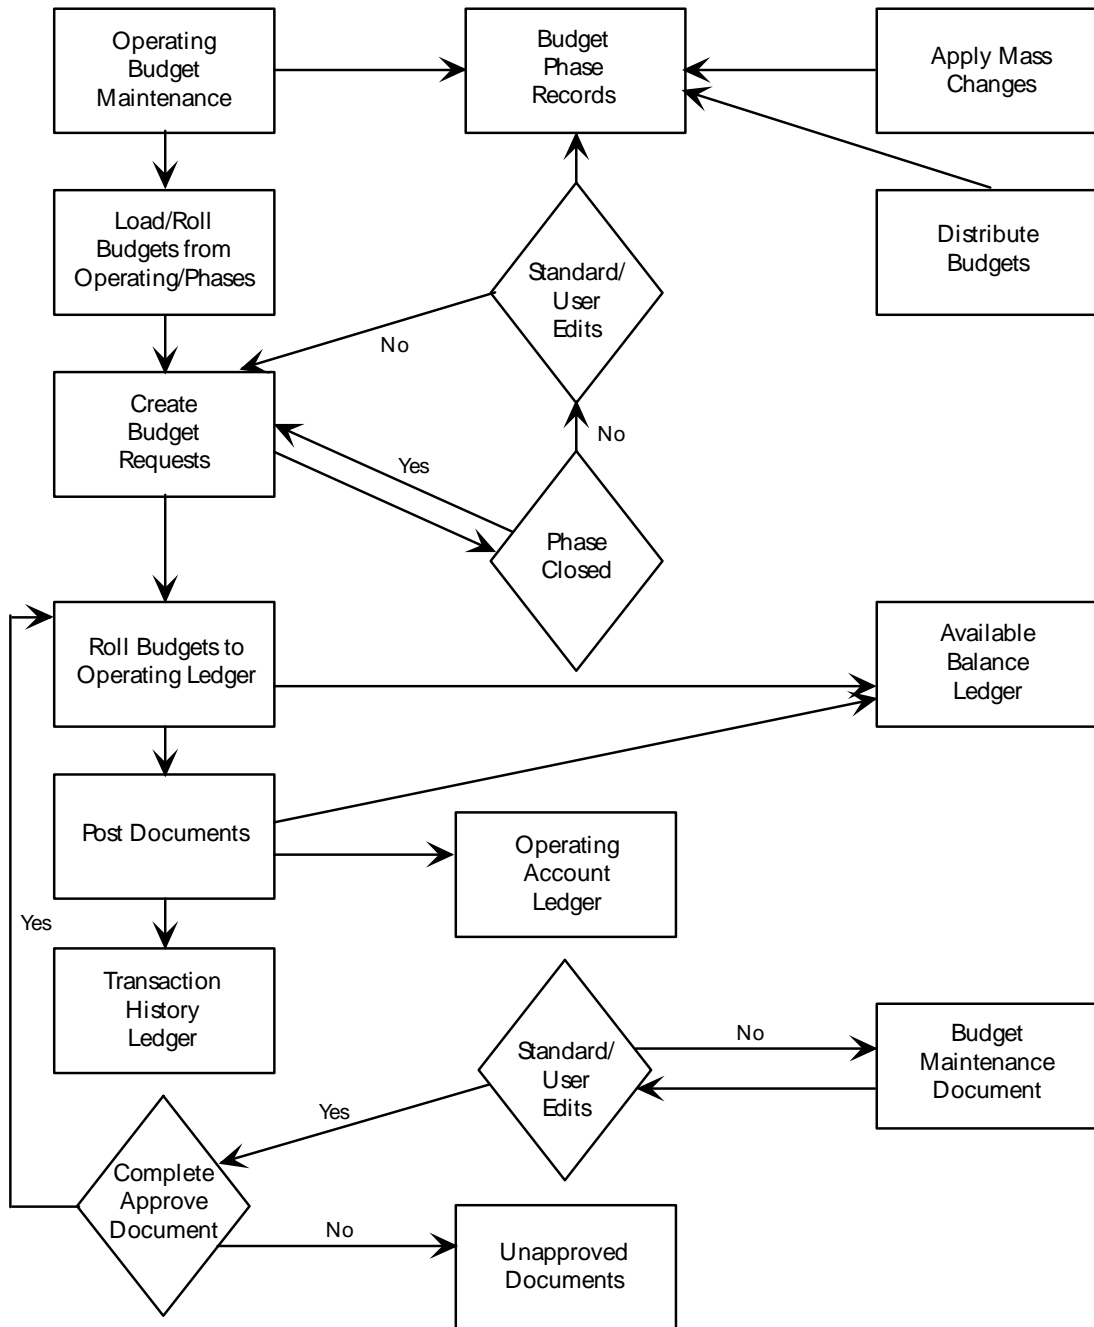 Operating
Budget
Maintenance
Budget
Phase
Records
Apply Mass
Changes
Load/Roll
Budgets from
Operating/Phases
Standard/
User
Edits
Distribute
Budgets
No
Create
Budget
Requests
Yes
No
Phase
Closed
Roll Budgets to
Operating Ledger
Available
Balance
Ledger
Post Documents
Operating
Account
Ledger
Yes
Transaction
History
Ledger
Standard/
User
Edits
No
Budget
Maintenance
Document
Yes
Complete
Approve
Document
No
Unapproved
Documents